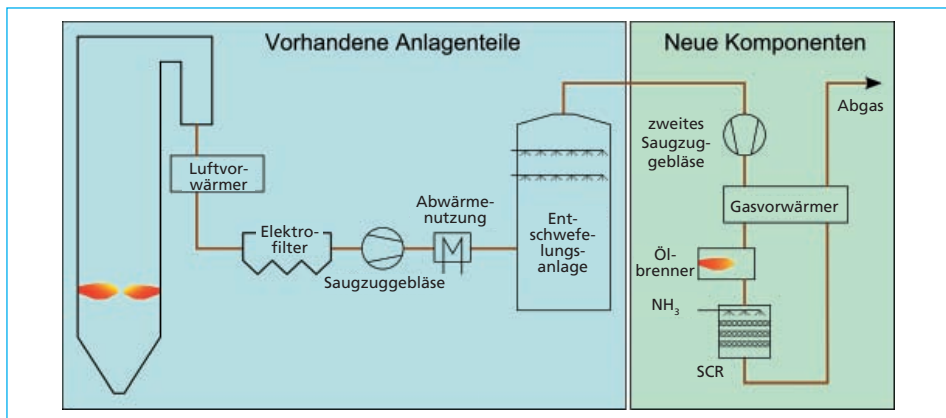 Vorhandene Anlagenteile
Neue Komponenten
Luftvor-
wärmer
Elektro-
filter
Saugzuggebläse
Abwärme-
nutzung
Ent-
schwefe-
lungs-
anlage
zweites
Saugzug-
gebläse
Abgas
Gasvorwärmer
Öl-
brenner
NH₃
SCR